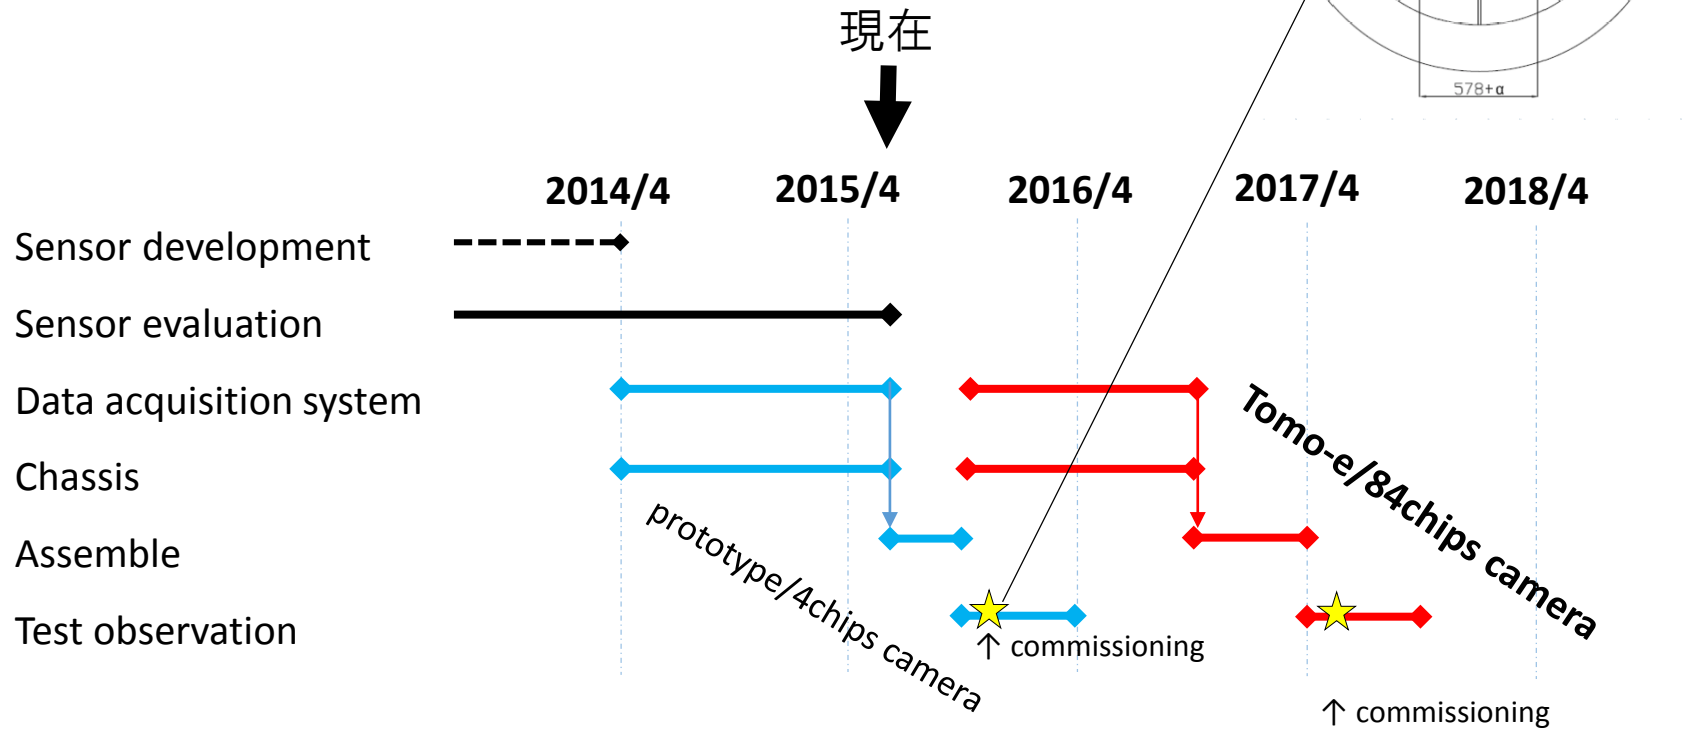 現在
578+α
2014/4
2015/4
2016/4
2017/4
2018/4
Sensor development
Sensor evaluation
Data acquisition system
Chassis
Assemble
Test observation
prototype/4chips camera
Tomo-e/84chips camera
↑ commissioning
↑ commissioning